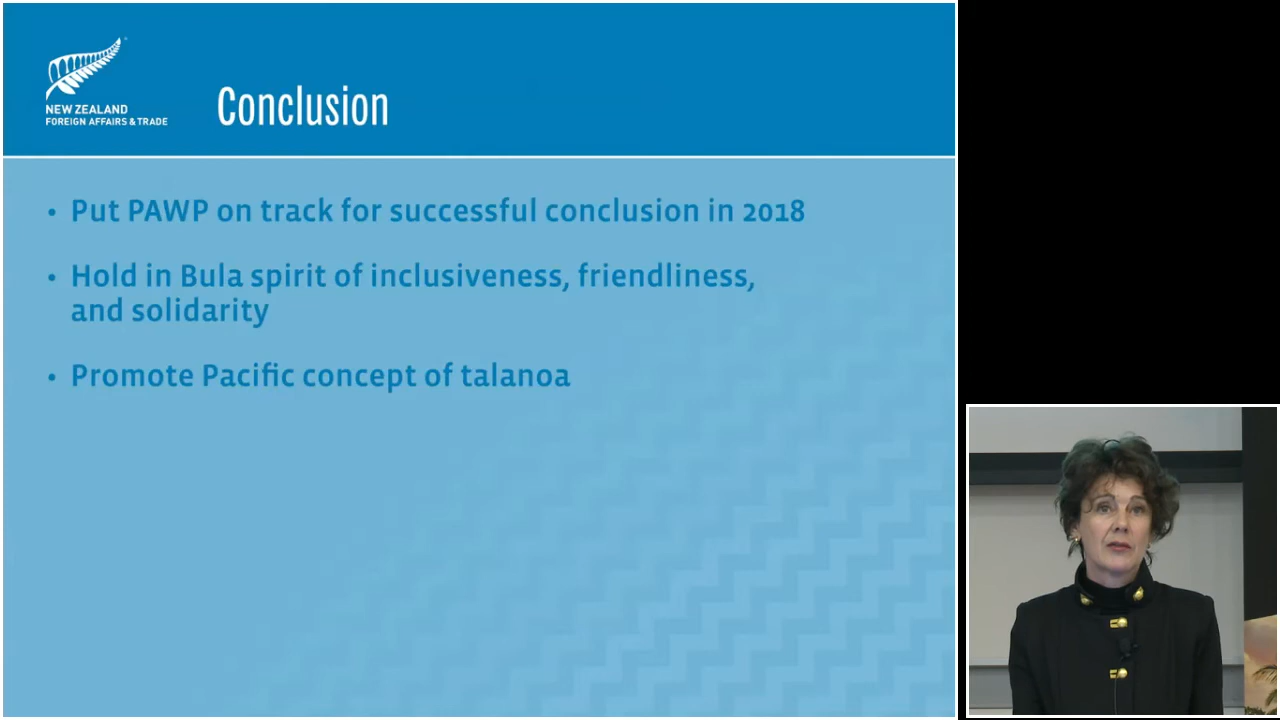 NEW ZEALAND
FOREIGN AFFAIRS & TRADE
Conclusion
• Put PAWP on track for successful conclusion in 2018
• Hold in Bula spirit of inclusiveness, friendliness,
and solidarity
• Promote Pacific concept of talanoa